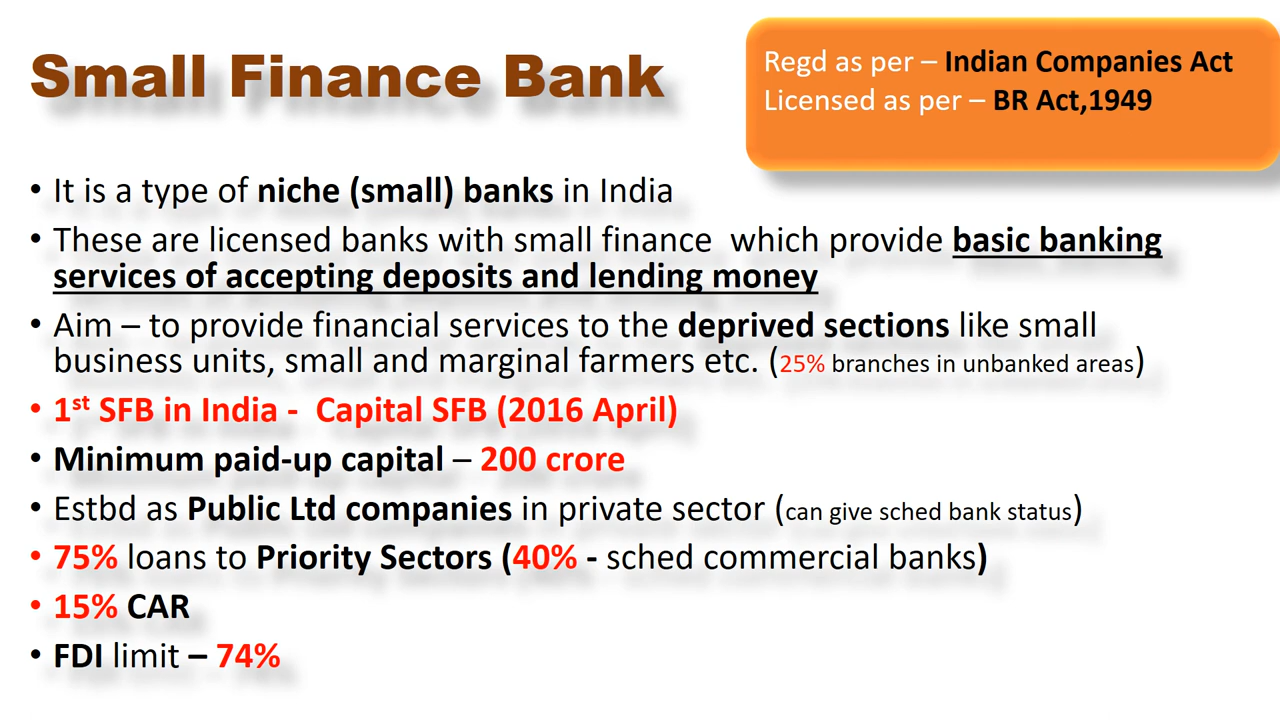 Small Finance Bank
Regd as per – Indian Companies Act
Licensed as per – BR Act,1949
• It is a type of niche (small) banks in India
• These are licensed banks with small finance which provide basic banking
services of accepting deposits and lending money
• Aim – to provide financial services to the deprived sections like small
business units, small and marginal farmers etc. (25% branches in unbanked areas)
• 1st SFB in India - Capital SFB (2016 April)
• Minimum paid-up capital – 200 crore
• Estbd as Public Ltd companies in private sector (can give sched bank status)
• 75% loans to Priority Sectors (40% - sched commercial banks)
• 15% CAR
• FDI limit – 74%